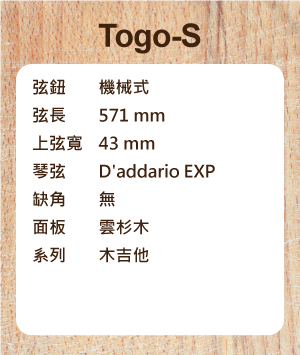 Togo-S
弦鈕 機械式
弦長 571 mm
上弦寬 43 mm
琴弦 D'addario EXP
缺角 無
面板 雲杉木
系列 木吉他